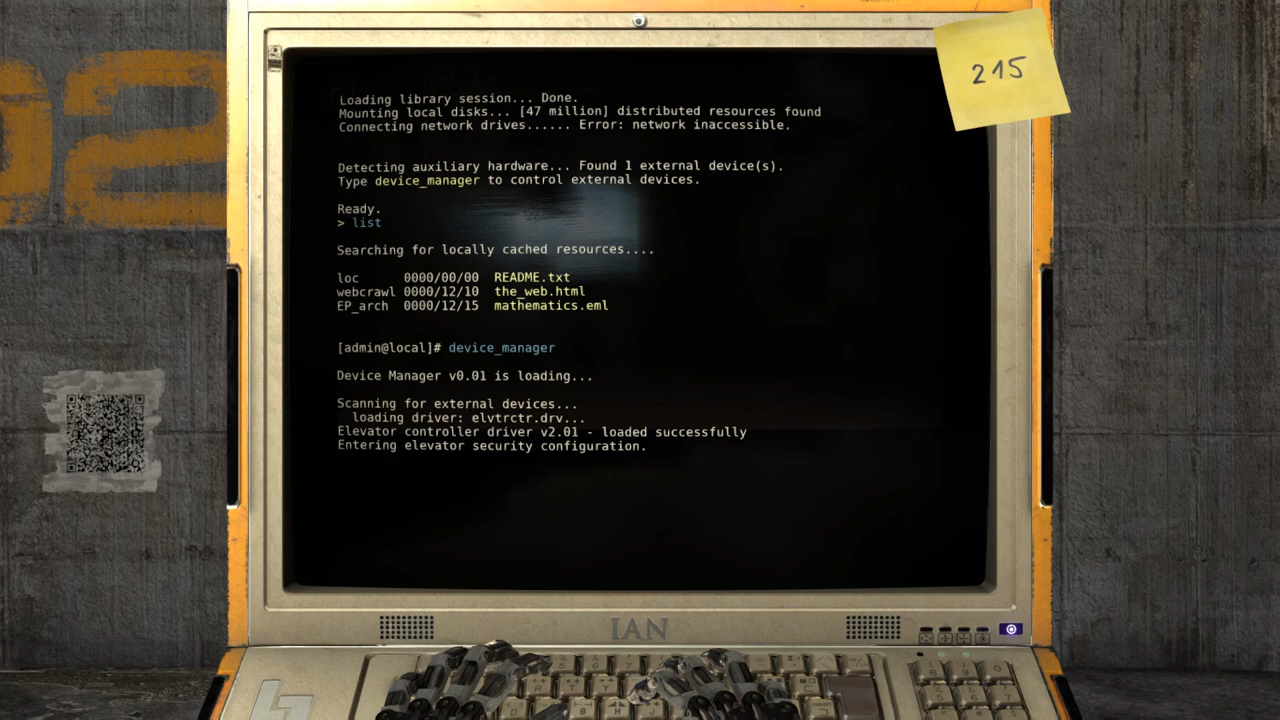 215
Loading library session... Done.
Mounting local disks... [47 million] distributed resources found
Connecting network drives...... Error: network inaccessible.
Detecting auxiliary hardware... Found 1 external device(s).
Type device_manager to control external devices.
Ready.
> list
Searching for locally cached resources....
loc 0000/00/00 README.txt
webcrawl 0000/12/10 the_web.html
EP_arch 0000/12/15 mathematics.eml
[admin@local]# device_manager
Device Manager v0.01 is loading...
Scanning for external devices...
loading driver: elvtrctr.drv...
Elevator controller driver v2.01 - loaded successfully
Entering elevator security configuration.
02
IAN